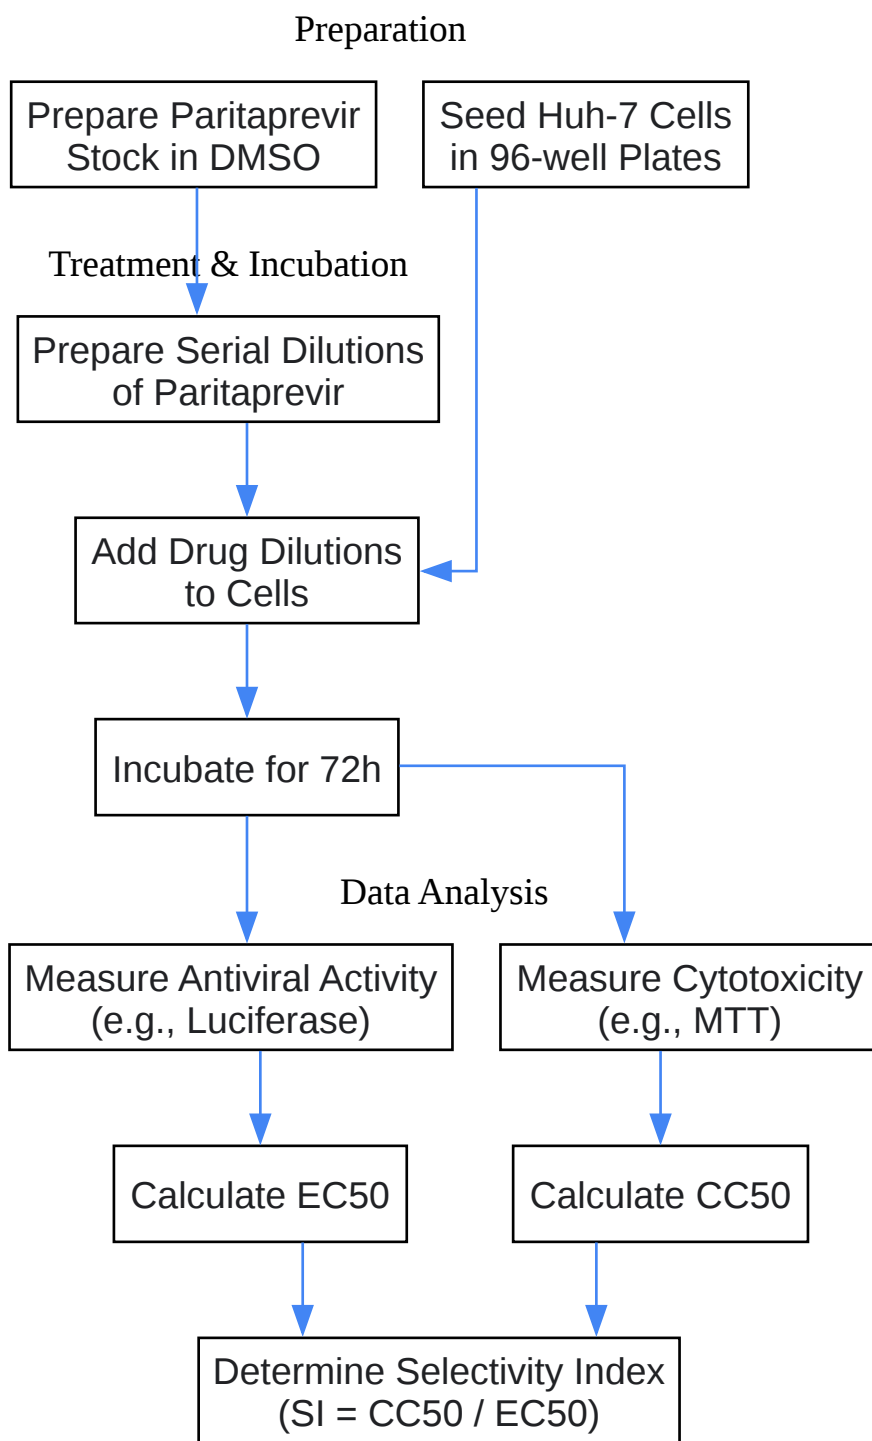 Preparation
Prepare Paritaprevir
Stock in DMSO
Seed Huh-7 Cells
in 96-well Plates
Treatment & Incubation
Prepare Serial Dilutions
of Paritaprevir
Add Drug Dilutions
to Cells
Incubate for 72h
Data Analysis
Measure Antiviral Activity
(e.g., Luciferase)
Measure Cytotoxicity
(e.g., MTT)
Calculate EC50
Calculate CC50
Determine Selectivity Index
(SI = CC50 / EC50)